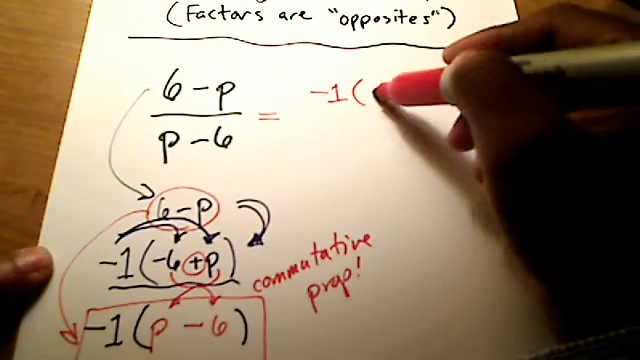 (Factors are "opposites")
6-p
p-6
= -1(
6-p
-1(-6+p)
commutative
prop!
-1(p-6)